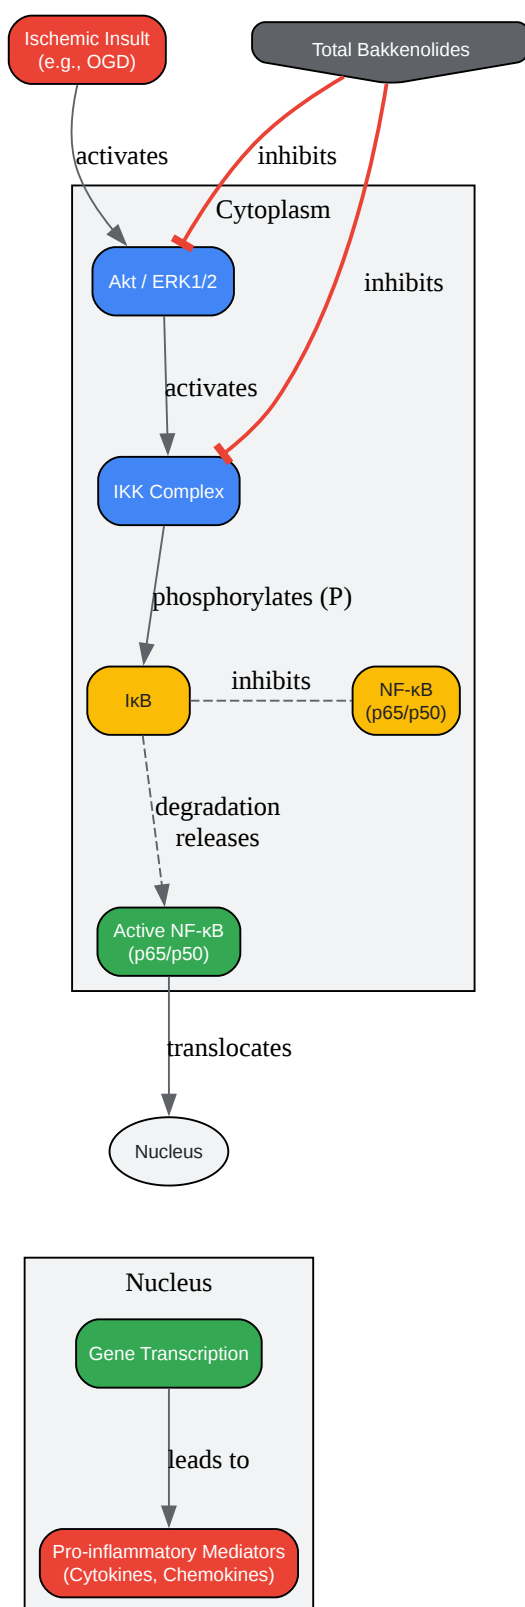 Ischemic Insult
(e.g., OGD)
Total Bakkenolides
activates
inhibits
Cytoplasm
Akt / ERK1/2
inhibits
activates
IKK Complex
phosphorylates (P)
IκB
inhibits
NF-κB
(p65/p50)
degradation
releases
Active NF-κB
(p65/p50)
translocates
Nucleus
Nucleus
Gene Transcription
leads to
Pro-inflammatory Mediators
(Cytokines, Chemokines)